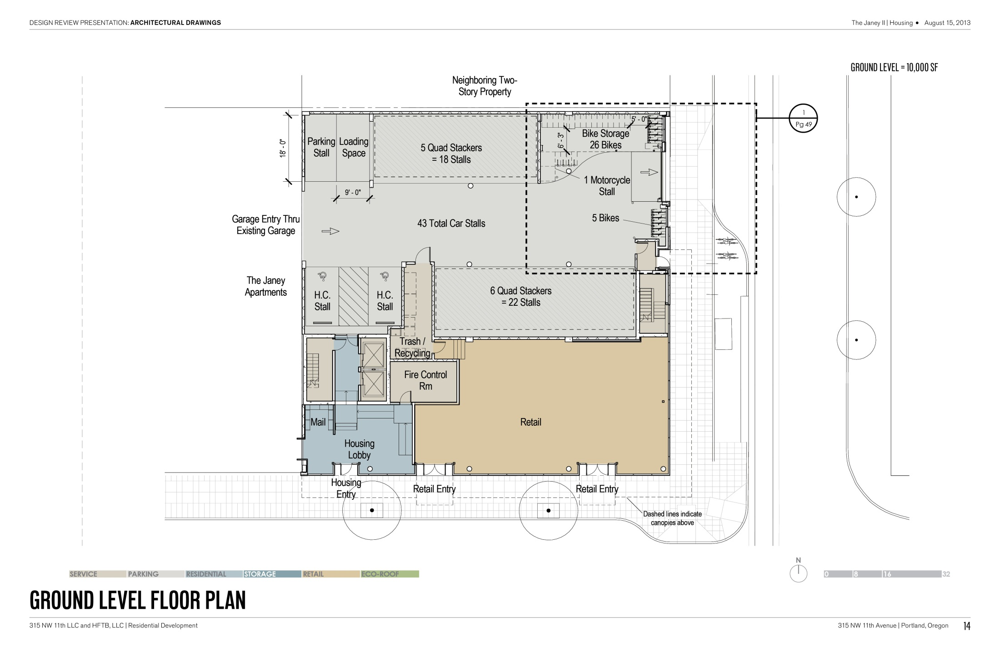 DESIGN REVIEW PRESENTATION: ARCHITECTURAL DRAWINGS
The Janey II | Housing ● August 15, 2013
GROUND LEVEL = 10,000 SF
Neighboring Two-
Story Property
1
Pg 49
18' - 0"
Parking
Stall
Loading
Space
5 Quad Stackers
= 18 Stalls
5' - 0"
6' - 3"
Bike Storage
26 Bikes
1 Motorcycle
Stall
9' - 0"
Garage Entry Thru
Existing Garage
43 Total Car Stalls
5 Bikes
The Janey
Apartments
H.C.
Stall
H.C.
Stall
6 Quad Stackers
= 22 Stalls
Trash /
Recycling
Fire Control
Rm
Mail
Retail
Housing
Lobby
Housing
Entry
Retail Entry
Retail Entry
Dashed lines indicate
canopies above
SERVICE PARKING RESIDENTIAL STORAGE RETAIL ECO-ROOF
N
0 8 16 32
GROUND LEVEL FLOOR PLAN
315 NW 11th LLC and HFTB, LLC | Residential Development
315 NW 11th Avenue | Portland, Oregon 14